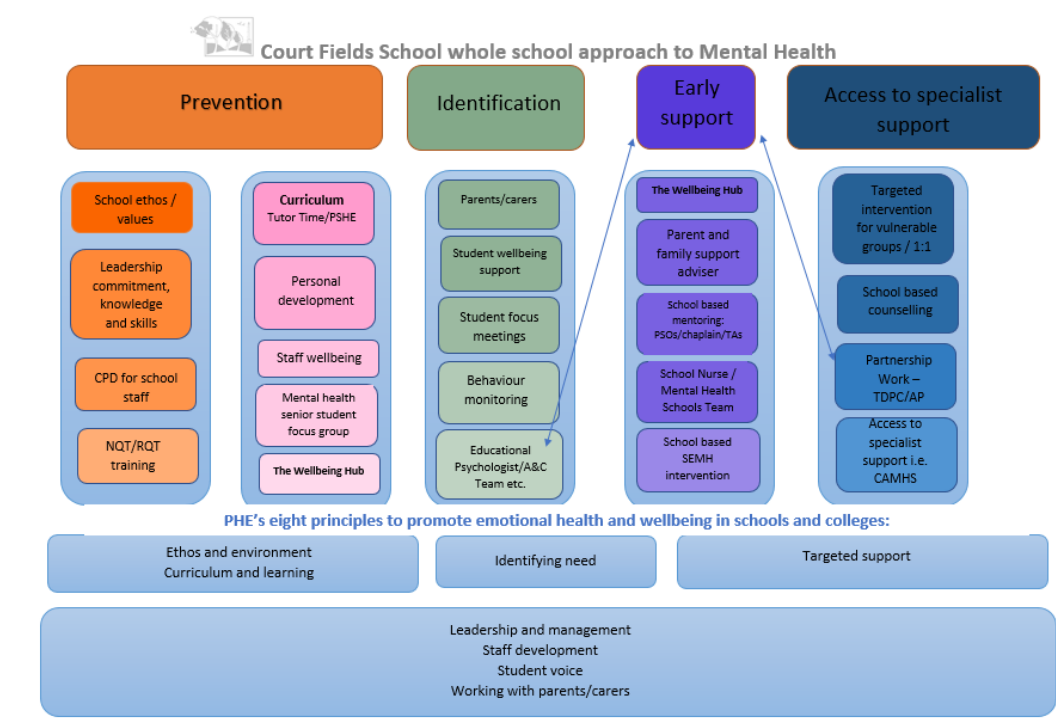 Court Fields School whole school approach to Mental Health
Prevention
Identification
Early
support
Access to specialist
support
School ethos /
values
Leadership
commitment,
knowledge
and skills
CPD for school
staff
NQT/RQT
training
Curriculum
Tutor Time/PSHE
Personal
development
Staff wellbeing
Mental health
senior student
focus group
The Wellbeing Hub
Parents/carers
Student wellbeing
support
Student focus
meetings
Behaviour
monitoring
Educational
Psychologist/A&C
Team etc.
The Wellbeing Hub
Parent and
family support
adviser
School based
mentoring:
PSOs/chaplain/TAs
School Nurse /
Mental Health
Schools Team
School based
SEMH
intervention
Targeted
intervention
for vulnerable
groups / 1:1
School based
counselling
Partnership
Work –
TDPC/AP
Access to
specialist
support i.e.
CAMHS
PHE's eight principles to promote emotional health and wellbeing in schools and colleges:
Ethos and environment
Curriculum and learning
Identifying need
Targeted support
Leadership and management
Staff development
Student voice
Working with parents/carers